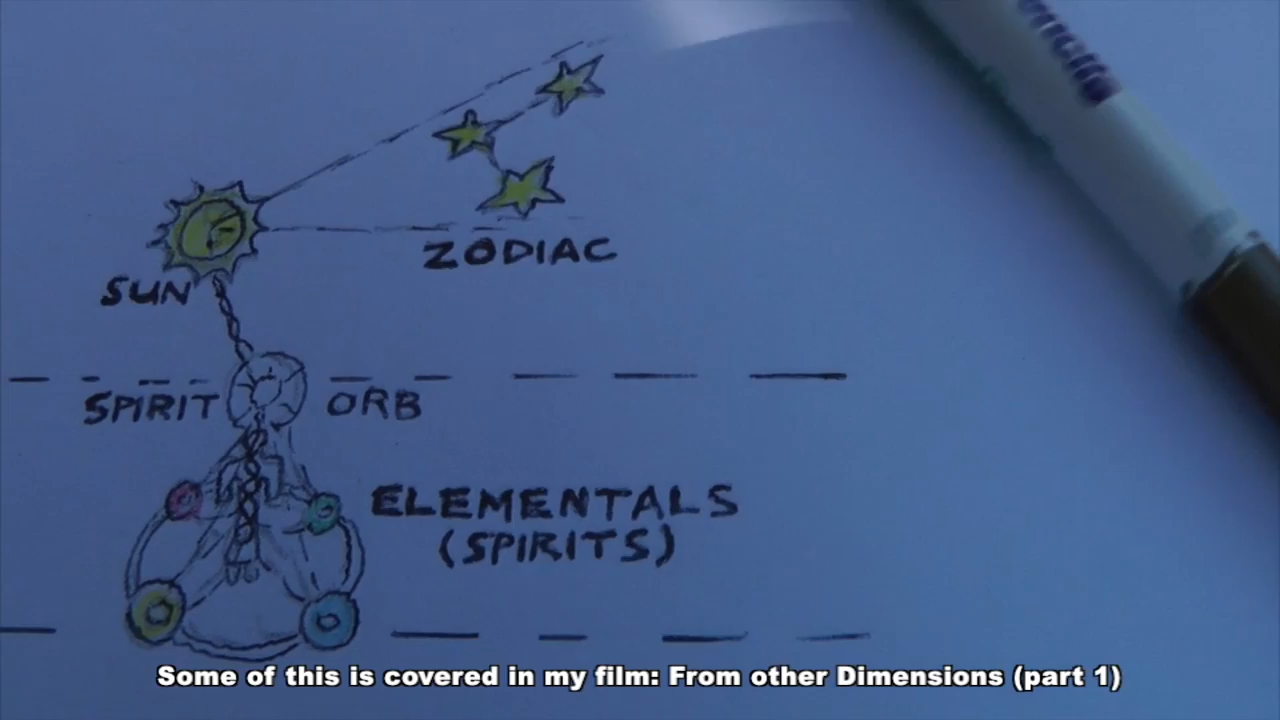 ZODIAC
SUN
SPIRIT ORB
ELEMENTALS
(SPIRITS)
Some of this is covered in my film: From other Dimensions (part 1)